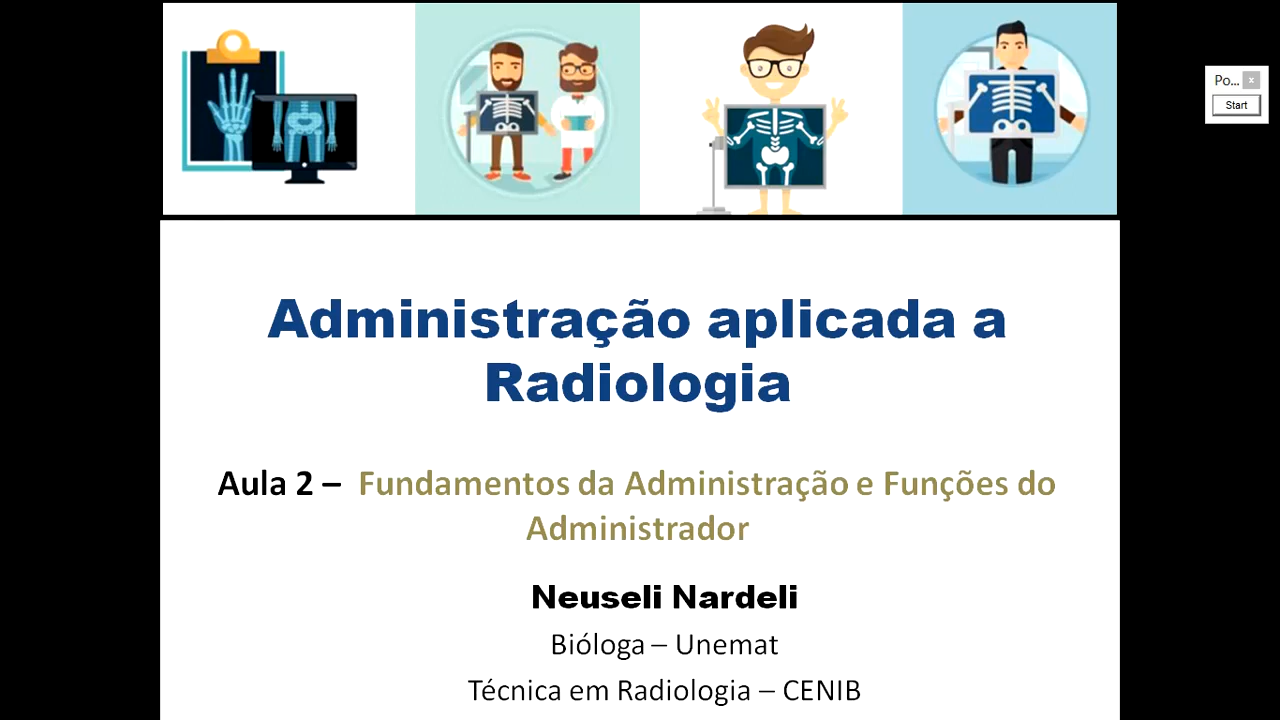 Po... x
Start
Administração aplicada a
Radiologia
Aula 2 – Fundamentos da Administração e Funções do
Administrador
Neuseli Nardeli
Bióloga – Unemat
Técnica em Radiologia – CENIB